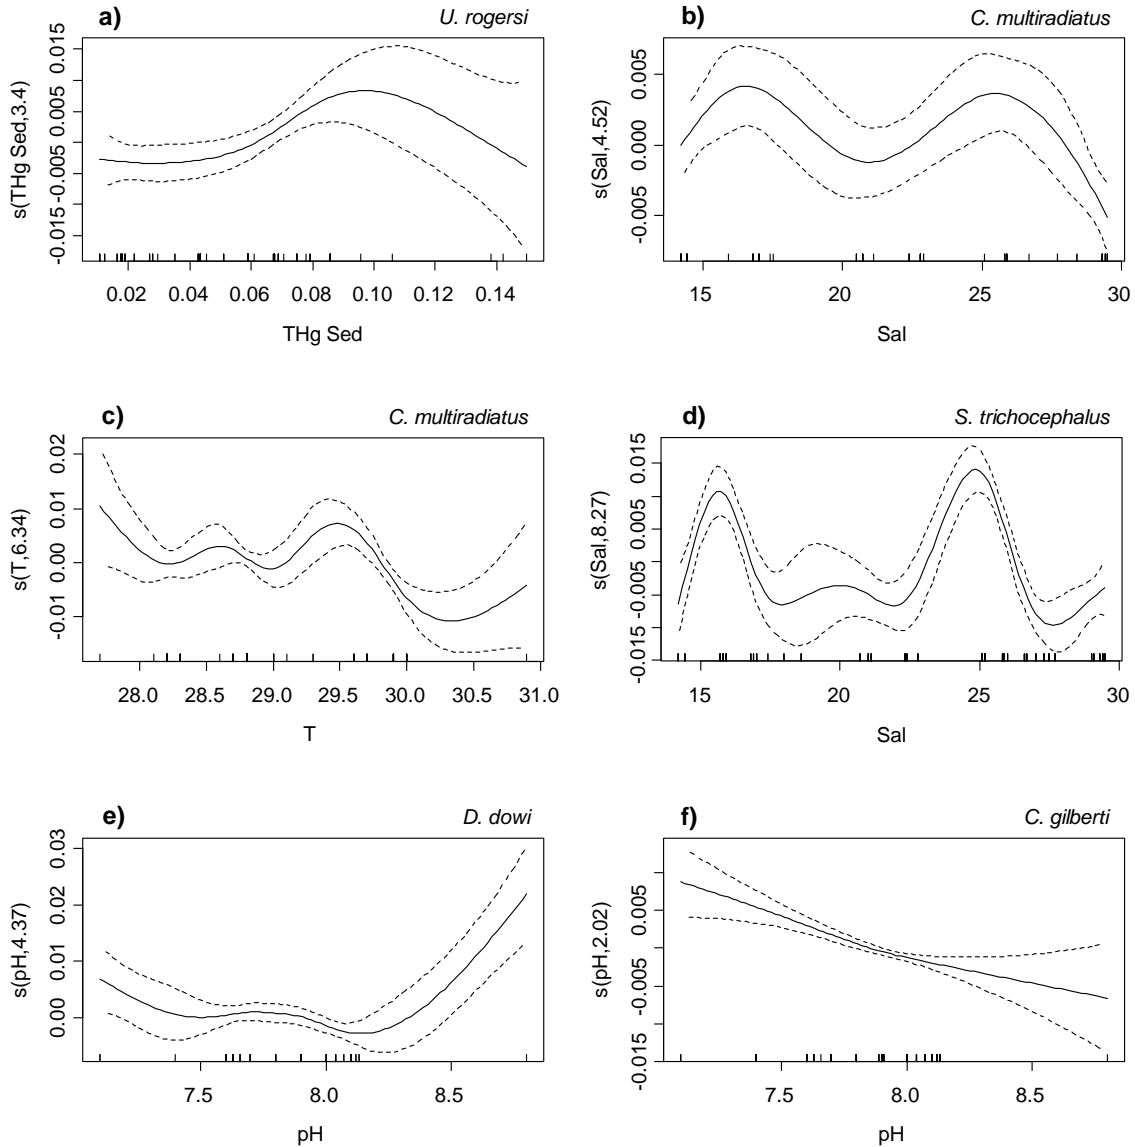 a) U. rogersi
s(THg Sed,3.4)
0.015
0.005
-0.005
-0.015
0.02 0.04 0.06 0.08 0.10 0.12 0.14
THg Sed
b) C. multiradiatus
s(Sal,4.52)
0.005
0.000
-0.005
15 20 25 30
Sal
c) C. multiradiatus
s(T,6.34)
0.02
0.01
0.00
-0.01
28.0 28.5 29.0 29.5 30.0 30.5 31.0
T
d) S. trichocephalus
s(Sal,8.27)
0.015
0.005
-0.005
-0.015
15 20 25 30
Sal
e) D. dowi
s(pH,4.37)
0.03
0.02
0.01
0.00
7.5 8.0 8.5
pH
f) C. gilberti
s(pH,2.02)
0.005
-0.005
-0.015
7.5 8.0 8.5
pH